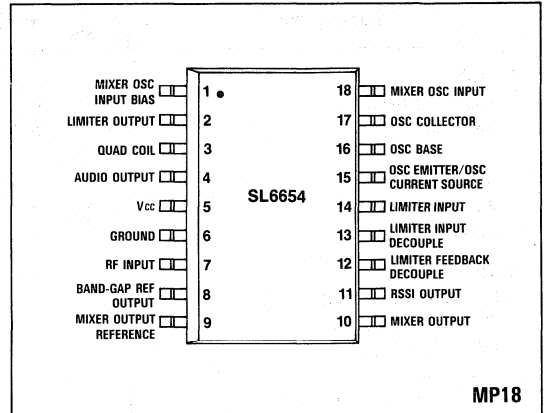 MIXER OSC
INPUT BIAS
1
18
MIXER OSC INPUT
LIMITER OUTPUT
2
17
OSC COLLECTOR
QUAD COIL
3
16
OSC BASE
AUDIO OUTPUT
4
15
OSC EMITTER/OSC
CURRENT SOURCE
SL6654
Vcc
5
14
LIMITER INPUT
GROUND
6
13
LIMITER INPUT
DECOUPLE
RF INPUT
7
12
LIMITER FEEDBACK
DECOUPLE
BAND-GAP REF
OUTPUT
8
11
RSSI OUTPUT
MIXER OUTPUT
REFERENCE
9
10
MIXER OUTPUT
MP18